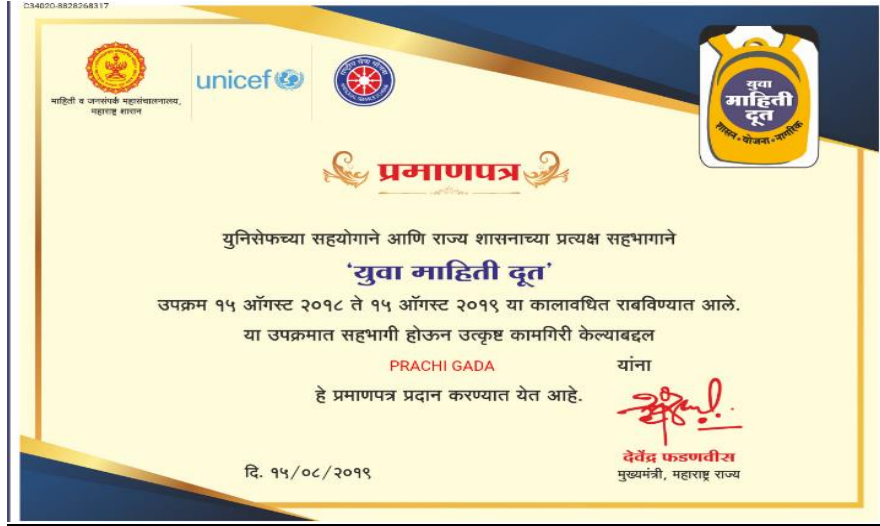 C34020-8828268317
माहिती व जनसंपर्क महासंचालनालय,
महाराष्ट्र शासन
unicef
युवा
माहिती
दूत
शासन - योजना - नागरिक
प्रमाणपत्र
युनिसेफच्या सहयोगाने आणि राज्य शासनाच्या प्रत्यक्ष सहभागाने
‘युवा माहिती दूत’
उपक्रम १५ ऑगस्ट २०१८ ते १५ ऑगस्ट २०१९ या कालावधित राबविण्यात आले.
या उपक्रमात सहभागी होऊन उत्कृष्ट कामगिरी केल्याबद्दल
PRACHI GADA यांना
हे प्रमाणपत्र प्रदान करण्यात येत आहे.
देवेंद्र फडणवीस
मुख्यमंत्री, महाराष्ट्र राज्य
दि. १५/०८/२०१९